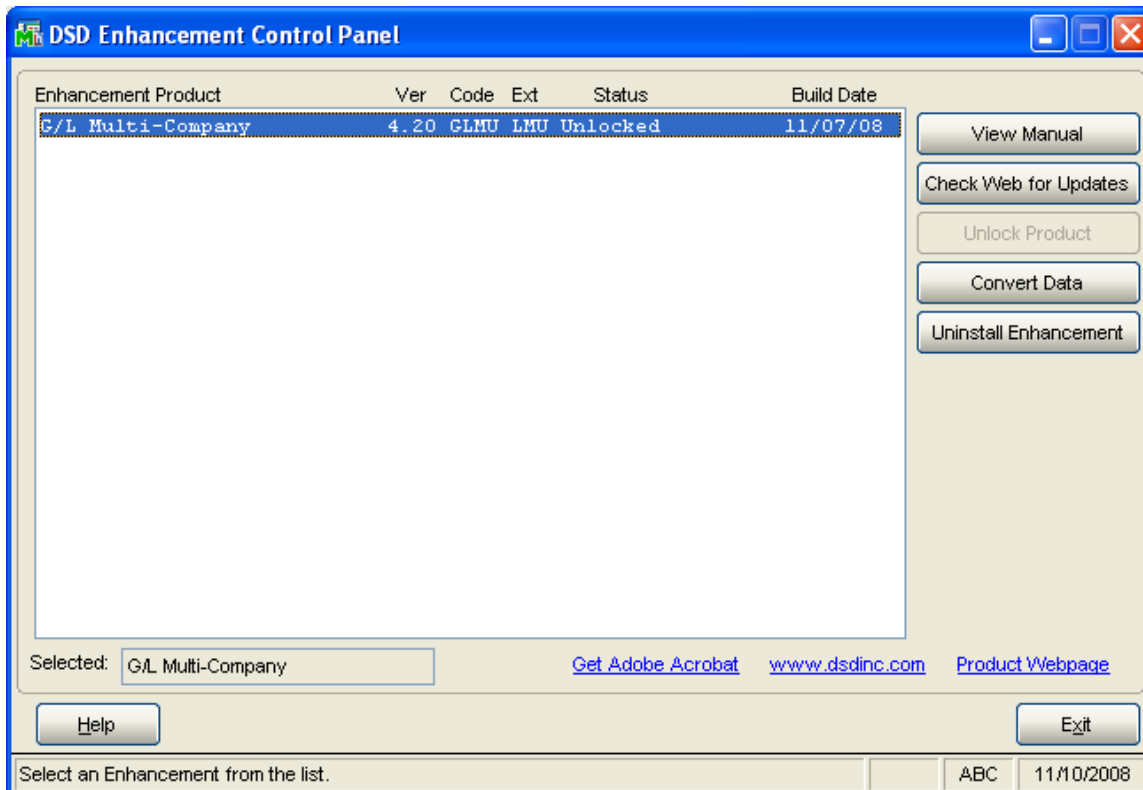 DSD Enhancement Control Panel
Enhancement Product Ver Code Ext Status Build Date
G/L Multi-Company 4.20 GLMU LMU Unlocked 11/07/08
View Manual
Check Web for Updates
Unlock Product
Convert Data
Uninstall Enhancement
Selected: G/L Multi-Company Get Adobe Acrobat www.dsdinc.com Product Webpage
Help Exit
Select an Enhancement from the list. ABC 11/10/2008